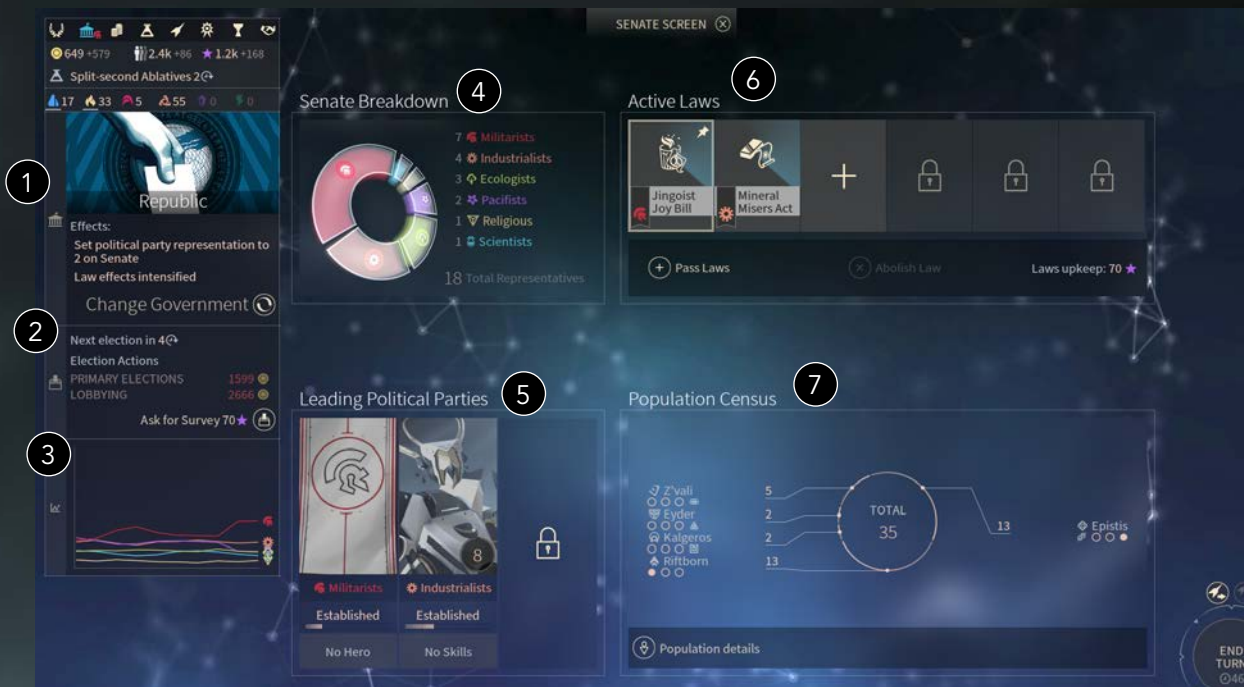 SENATE SCREEN
649 +579 2.4k +86 1.2k +168
Split-second Ablatives 2
17 33 5 55 0 0
1
Republic
Effects:
Set political party representation to
2 on Senate
Law effects intensified
Change Government
2
Next election in 4
Election Actions
PRIMARY ELECTIONS 1599
LOBBYING 2666
Ask for Survey 70
3
Senate Breakdown 4
7 Militarists
4 Industrialists
3 Ecologists
2 Pacifists
1 Religious
1 Scientists
18 Total Representatives
Active Laws 6
Jingoist
Joy Bill
Mineral
Misers Act
Pass Laws
Abolish Law
Laws upkeep: 70
Leading Political Parties 5
8
Militarists Industrialists
Established Established
No Hero No Skills
Population Census 7
Z'vali 5
Eyder 2
Kalgeros 2
Riftborn 13
TOTAL
35
13
Epistis
Population details
END
TURN